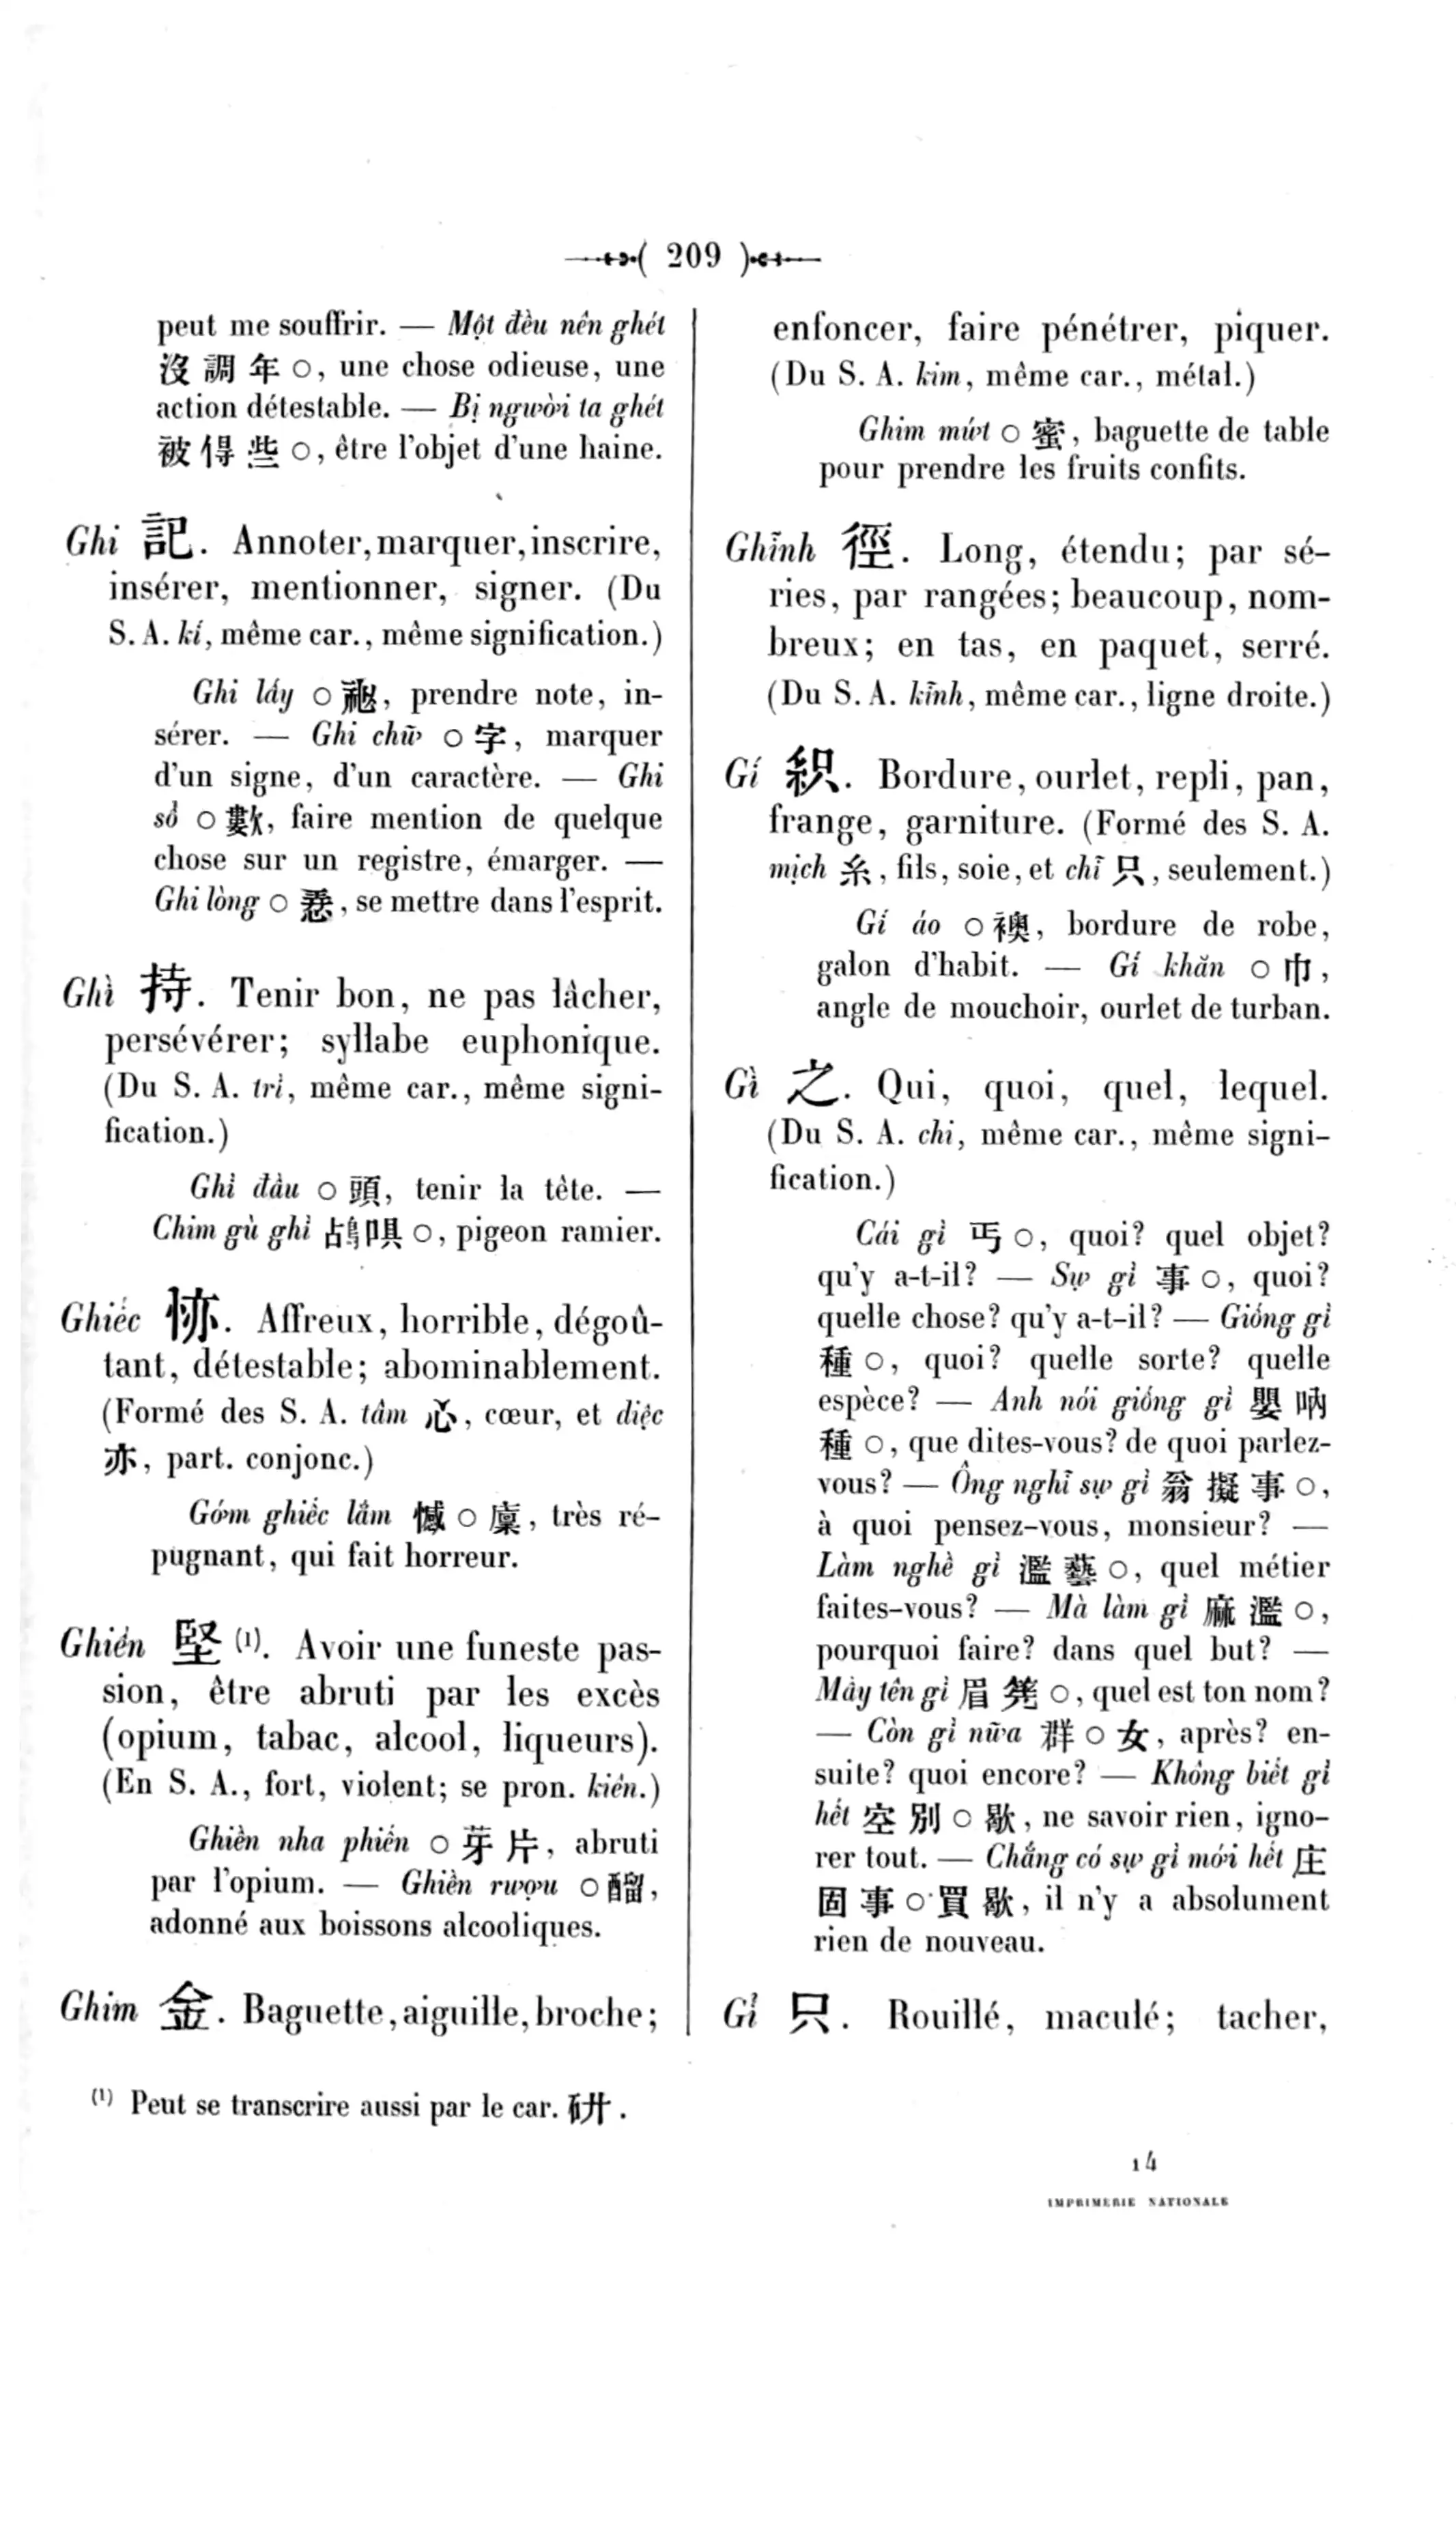 ( 209 )
peut me souffrir. — Một đều nên ghét
沒 調 年 ○, une chose odieuse, une
action détestable. — Bị người ta ghét
被 得 些 ○, être l'objet d'une haine.
Ghi 記. Annoter, marquer, inscrire,
insérer, mentionner, signer. (Du
S. A. kí, même car., même signification.)
Ghi lấy ○ 𥙩, prendre note, in-
sérer. — Ghi chữ ○ 字, marquer
d'un signe, d'un caractère. — Ghi
sổ ○ 數, faire mention de quelque
chose sur un registre, émarger. —
Ghi lòng ○ , se mettre dans l'esprit.
Ghì 持. Tenir bon, ne pas lâcher,
persévérer; syllabe euphonique.
(Du S. A. trì, même car., même signi-
fication.)
Ghì đầu ○ 頭, tenir la tête. —
Chim gù ghì ○, pigeon ramier.
Ghiếc 㤕. Affreux, horrible, dégoû-
tant, détestable; abominablement.
(Formé des S. A. tâm 心, cœur, et diệc
亦, part. conjonc.)
Góm ghiếc lắm 憾 ○ 廩, très ré-
pugnant, qui fait horreur.
Ghiền 堅 (1). Avoir une funeste pas-
sion, être abruti par les excès
(opium, tabac, alcool, liqueurs).
(En S. A., fort, violent; se pron. kiên.)
Ghiền nha phiến ○ 芽 片, abruti
par l'opium. — Ghiền rượu ○ 醪,
adonné aux boissons alcooliques.
Ghim 金. Baguette, aiguille, broche;
(1) Peut se transcrire aussi par le car. 研.
enfoncer, faire pénétrer, piquer.
(Du S. A. kim, même car., métal.)
Ghim mứt ○ 蜜, baguette de table
pour prendre les fruits confits.
Ghĩnh 徑. Long, étendu; par sé-
ries, par rangées; beaucoup, nom-
breux; en tas, en paquet, serré.
(Du S. A. kĩnh, même car., ligne droite.)
Gí 紙. Bordure, ourlet, repli, pan,
frange, garniture. (Formé des S. A.
mịch 糸, fils, soie, et chĩ 只, seulement.)
Gí áo ○ 襖, bordure de robe,
galon d'habit. — Gí khăn ○ 巾,
angle de mouchoir, ourlet de turban.
Gì 之. Qui, quoi, quel, lequel.
(Du S. A. chi, même car., même signi-
fication.)
Cái gì 丐 ○, quoi? quel objet?
qu'y a-t-il? — Sự gì 事 ○, quoi?
quelle chose? qu'y a-t-il? — Giống gì
種 ○, quoi? quelle sorte? quelle
espèce? — Anh nói giống gì 嬰 吶
種 ○, que dites-vous? de quoi parlez-
vous? — Ông nghĩ sự gì 翁 擬 事 ○,
à quoi pensez-vous, monsieur? —
Làm nghề gì 濫 藝 ○, quel métier
faites-vous? — Mà làm gì 麻 濫 ○,
pourquoi faire? dans quel but? —
Mầy tên gì 眉 ○, quel est ton nom?
— Còn gì nữa 群 ○ 女, après? en-
suite? quoi encore? — Không biết gì
hết 空 別 ○ 歇, ne savoir rien, igno-
rer tout. — Chẳng có sự gì mới hết 庄
固 事 ○ 買 歇, il n'y a absolument
rien de nouveau.
Gỉ 只. Rouillé, maculé; tacher,
14
IMPRIMERIE NATIONALE